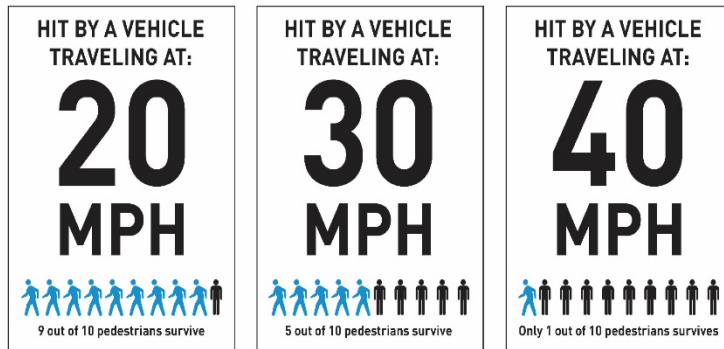 HIT BY A VEHICLE
TRAVELING AT:
20
MPH
9 out of 10 pedestrians survive
HIT BY A VEHICLE
TRAVELING AT:
30
MPH
5 out of 10 pedestrians survive
HIT BY A VEHICLE
TRAVELING AT:
40
MPH
Only 1 out of 10 pedestrians survives